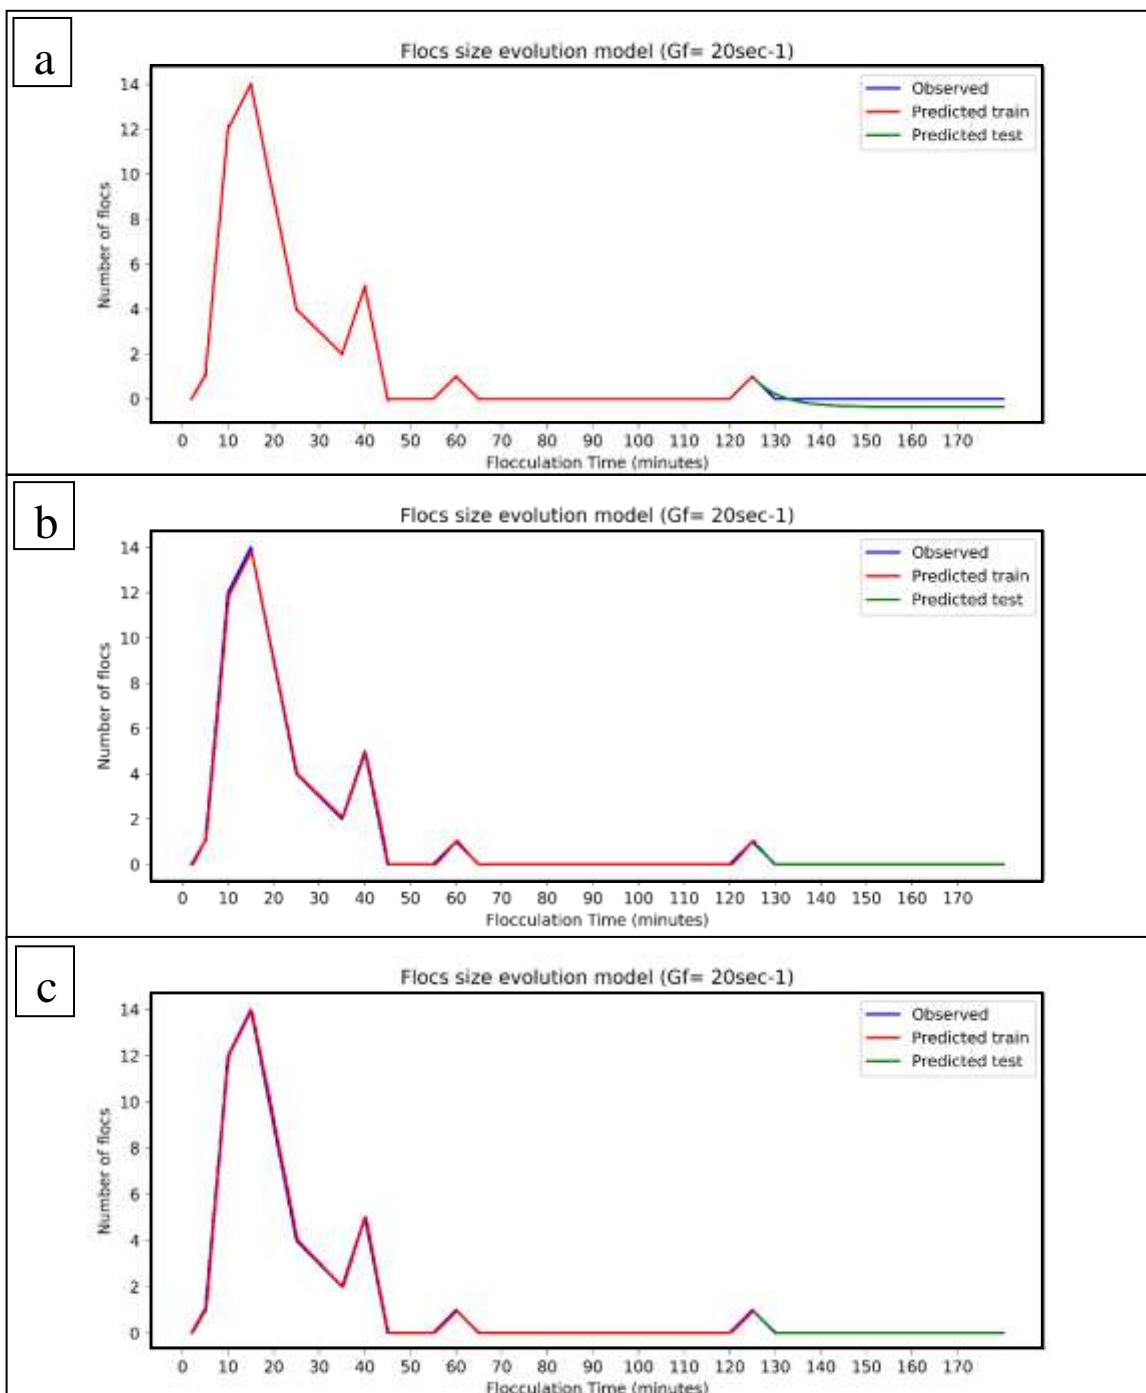 a
Flocs size evolution model (Gf= 20sec-1)
Observed
Predicted train
Predicted test
Number of flocs
14
12
10
8
6
4
2
0
0 10 20 30 40 50 60 70 80 90 100 110 120 130 140 150 160 170
Flocculation Time (minutes)
b
Flocs size evolution model (Gf= 20sec-1)
Observed
Predicted train
Predicted test
Number of flocs
14
12
10
8
6
4
2
0
0 10 20 30 40 50 60 70 80 90 100 110 120 130 140 150 160 170
Flocculation Time (minutes)
c
Flocs size evolution model (Gf= 20sec-1)
Observed
Predicted train
Predicted test
Number of flocs
14
12
10
8
6
4
2
0
0 10 20 30 40 50 60 70 80 90 100 110 120 130 140 150 160 170
Flocculation Time (minutes)